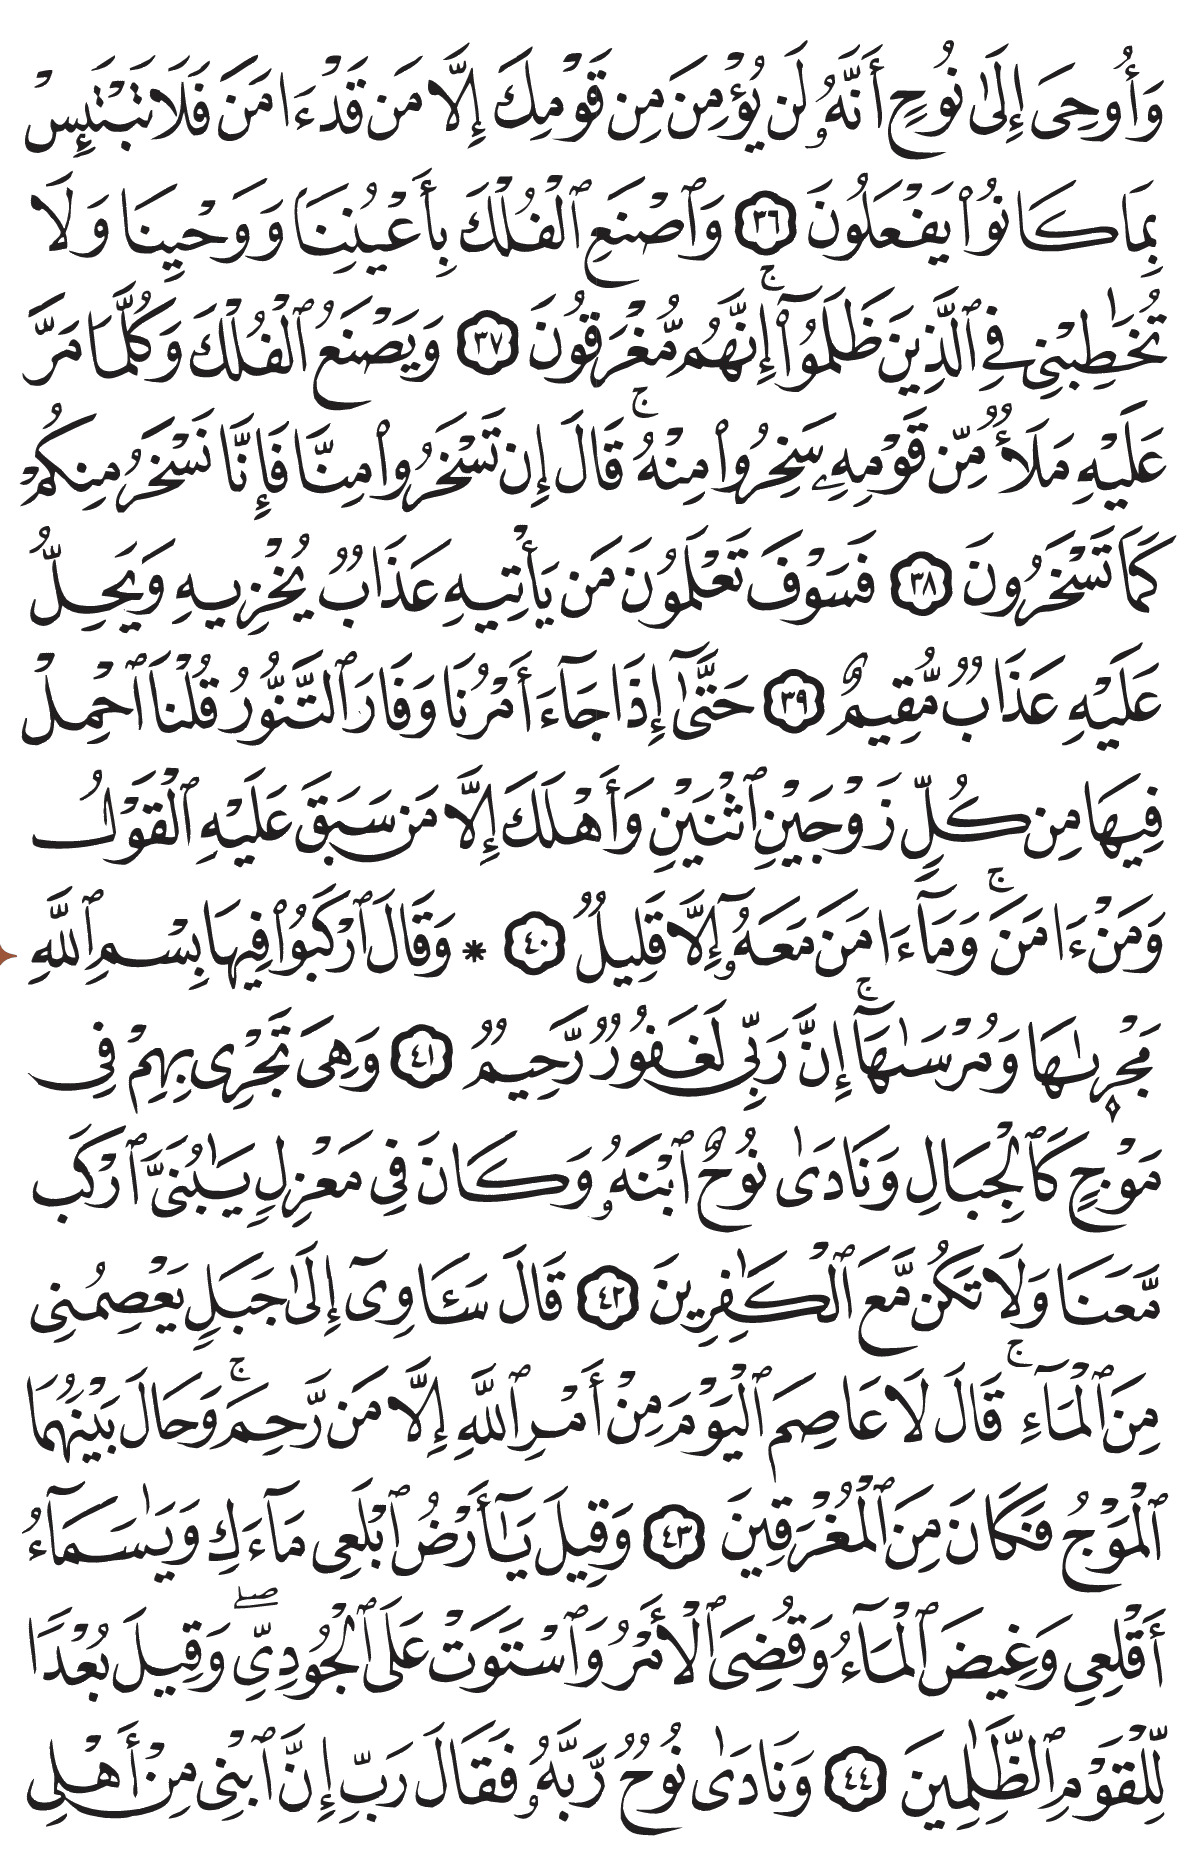 وَأُوحِىَ إِلَىٰ نُوحٍ أَنَّهُۥ لَن يُؤْمِنَ مِن قَوْمِكَ إِلَّا مَن قَدْ ءَامَنَ فَلَا تَبْتَئِسْ
بِمَا كَانُوا۟ يَفْعَلُونَ ٣٦ وَٱصْنَعِ ٱلْفُلْكَ بِأَعْيُنِنَا وَوَحْيِنَا وَلَا
تُخَـٰطِبْنِى فِى ٱلَّذِينَ ظَلَمُوٓا۟ ۚ إِنَّهُم مُّغْرَقُونَ ٣٧ وَيَصْنَعُ ٱلْفُلْكَ وَكُلَّمَا مَرَّ
عَلَيْهِ مَلَأٌ مِّن قَوْمِهِۦ سَخِرُوا۟ مِنْهُ ۚ قَالَ إِن تَسْخَرُوا۟ مِنَّا فَإِنَّا نَسْخَرُ مِنكُمْ
كَمَا تَسْخَرُونَ ٣٨ فَسَوْفَ تَعْلَمُونَ مَن يَأْتِيهِ عَذَابٌ يُخْزِيهِ وَيَحِلُّ
عَلَيْهِ عَذَابٌ مُّقِيمٌ ٣٩ حَتَّىٰٓ إِذَا جَآءَ أَمْرُنَا وَفَارَ ٱلتَّنُّورُ قُلْنَا ٱحْمِلْ
فِيهَا مِن كُلٍّ زَوْجَيْنِ ٱثْنَيْنِ وَأَهْلَكَ إِلَّا مَن سَبَقَ عَلَيْهِ ٱلْقَوْلُ
وَمَنْ ءَامَنَ ۚ وَمَآ ءَامَنَ مَعَهُۥٓ إِلَّا قَلِيلٌ ٤٠ ۞ وَقَالَ ٱرْكَبُوا۟ فِيهَا بِسْمِ ٱللَّهِ
مَجْر۪ىٰهَا وَمُرْسَىٰهَآ ۚ إِنَّ رَبِّى لَغَفُورٌ رَّحِيمٌ ٤١ وَهِىَ تَجْرِى بِهِمْ فِى
مَوْجٍ كَٱلْجِبَالِ وَنَادَىٰ نُوحٌ ٱبْنَهُۥ وَكَانَ فِى مَعْزِلٍ يَـٰبُنَىَّ ٱرْكَب
مَّعَنَا وَلَا تَكُن مَّعَ ٱلْكَـٰفِرِينَ ٤٢ قَالَ سَـَٔاوِىٓ إِلَىٰ جَبَلٍ يَعْصِمُنِى
مِنَ ٱلْمَآءِ ۚ قَالَ لَا عَاصِمَ ٱلْيَوْمَ مِنْ أَمْرِ ٱللَّهِ إِلَّا مَن رَّحِمَ ۚ وَحَالَ بَيْنَهُمَا
ٱلْمَوْجُ فَكَانَ مِنَ ٱلْمُغْرَقِينَ ٤٣ وَقِيلَ يَـٰٓأَرْضُ ٱبْلَعِى مَآءَكِ وَيَـٰسَمَآءُ
أَقْلِعِى وَغِيضَ ٱلْمَآءُ وَقُضِىَ ٱلْأَمْرُ وَٱسْتَوَتْ عَلَى ٱلْجُودِىِّ ۖ وَقِيلَ بُعْدًا
لِّلْقَوْمِ ٱلظَّـٰلِمِينَ ٤٤ وَنَادَىٰ نُوحٌ رَّبَّهُۥ فَقَالَ رَبِّ إِنَّ ٱبْنِى مِنْ أَهْلِى